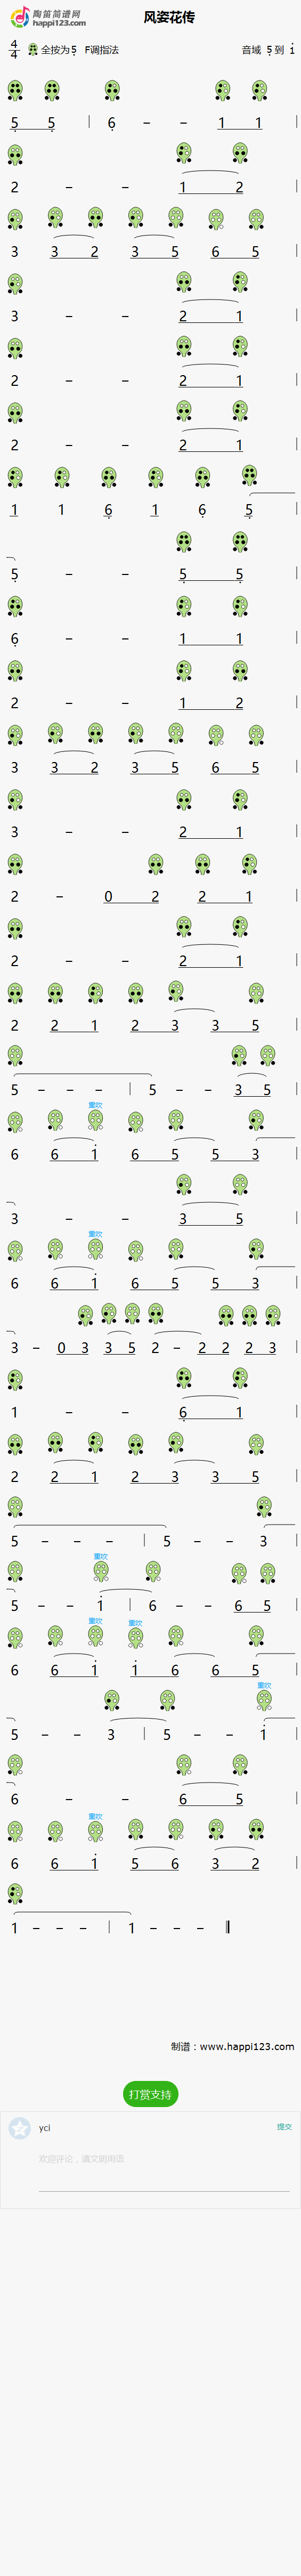 陶笛简谱网
happi123.com
风姿花传
4/4 全按为5̣ F调指法 音域 5̣ 到 i
5̣ 5̣ | 6̣ – – 1 1
2 – – 1 2 |
3 3 2 3 5 6 5 |
3 – – 2 1 |
2 – – 2 1 |
2 – – 2 1 |
1 1 6̣ 1 6̣ 5̣ |
5̣ – – 5̣ 5̣ |
6̣ – – 1 1 |
2 – – 1 2 |
3 3 2 3 5 6 5 |
3 – – 2 1 |
2 – 0 2 2 1 |
2 – – 2 1 |
2 2 1 2 3 3 5 |
5 – – – | 5 – – 3 5
重吹
6 6 i 6 5 5 3 |
3 – – 3 5 |
重吹
6 6 i 6 5 5 3 |
3 – 0 3 3 5 2 – 2 2 2 3
1 – – 6̣ 1 |
2 2 1 2 3 3 5 |
5 – – – | 5 – – 3
重吹
5 – – i | 6 – – 6 5
重吹 重吹
6 6 i i 6 6 5 |
重吹
5 – – 3 | 5 – – i
6 – – 6 5 |
重吹
6 6 i 5 6 3 2 |
1 – – – | 1 – – – ‖
制谱：www.happi123.com
打赏支持
yci 提交
欢迎评论，请文明用语